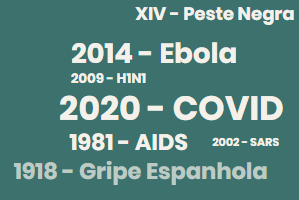 XIV - Peste Negra
2014 - Ebola
2009 - H1N1
2020 - COVID
1981 - AIDS
2002 - SARS
1918 - Gripe Espanhola